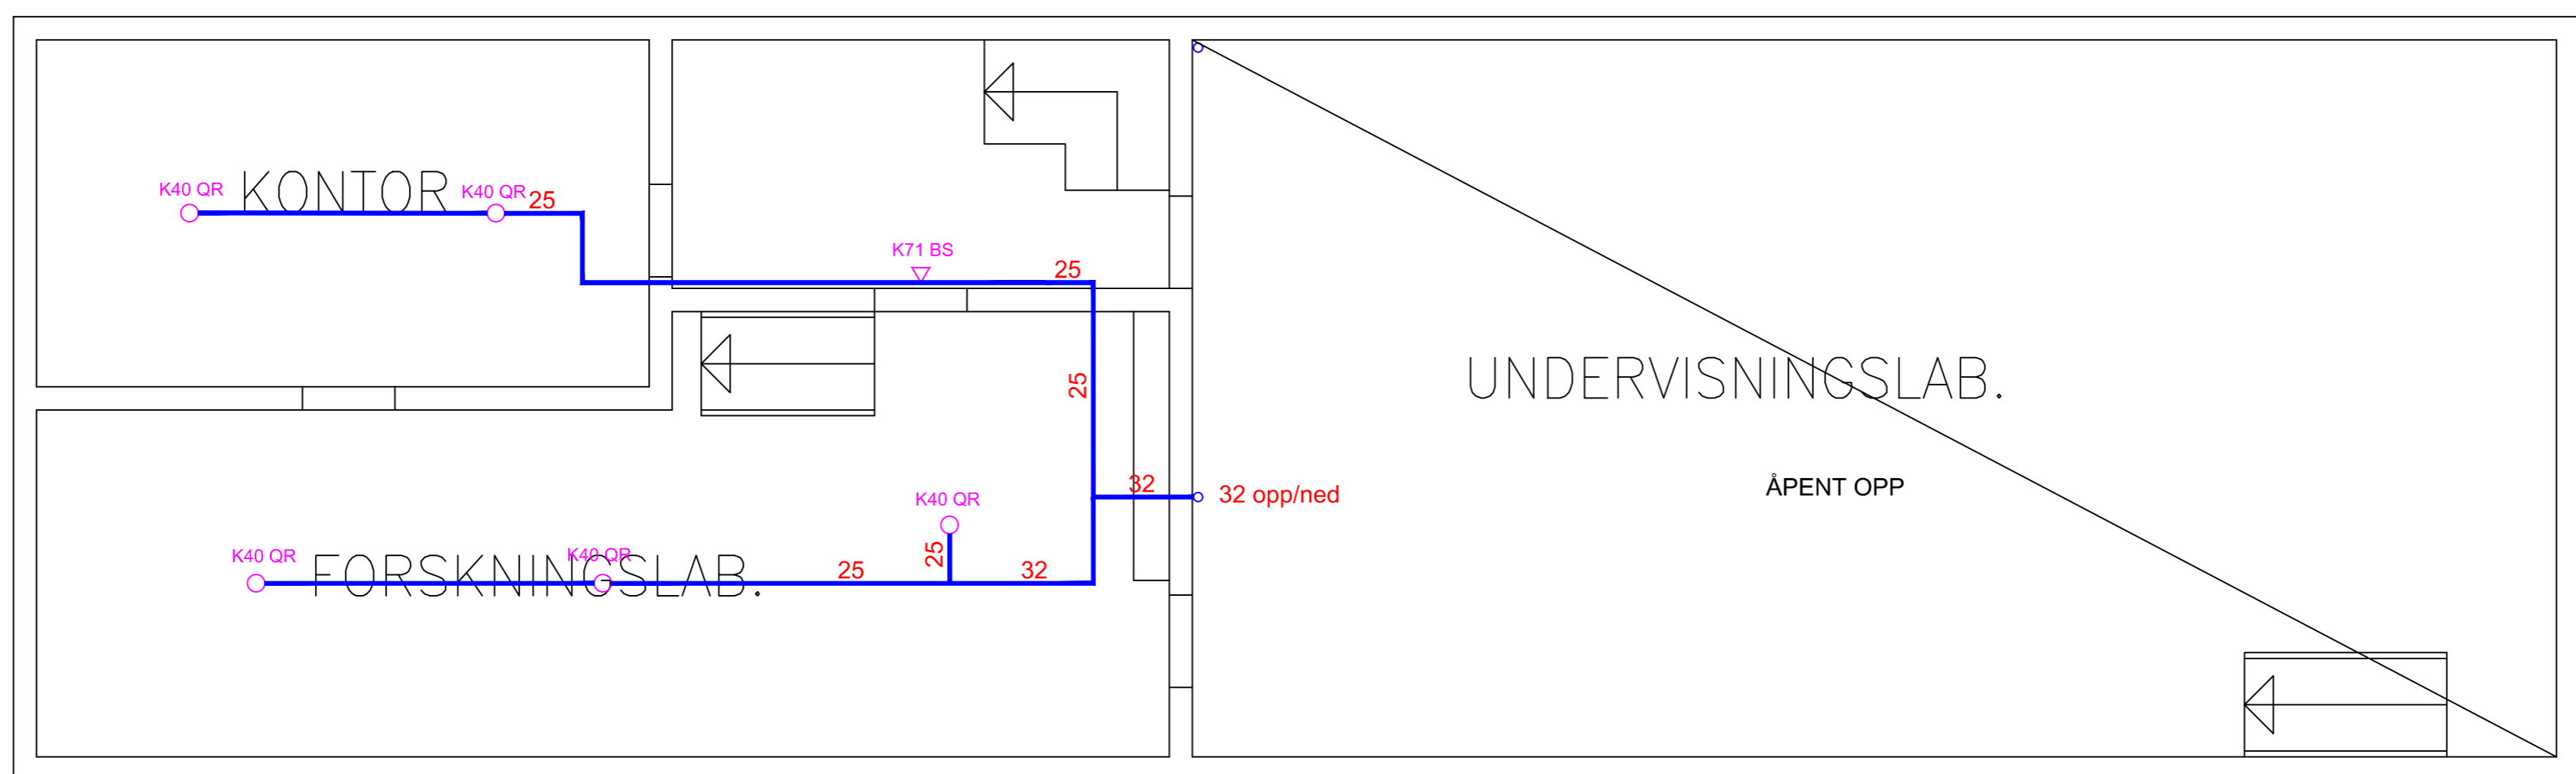 K40 QR
KONTOR
K40 QR
25
K71 BS
25
25
UNDERVISNINGSLAB.
32
32 opp/ned
ÅPENT OPP
K40 QR
K40 QR
FORSKNINGSLAB.
K40 QR
25
25
32